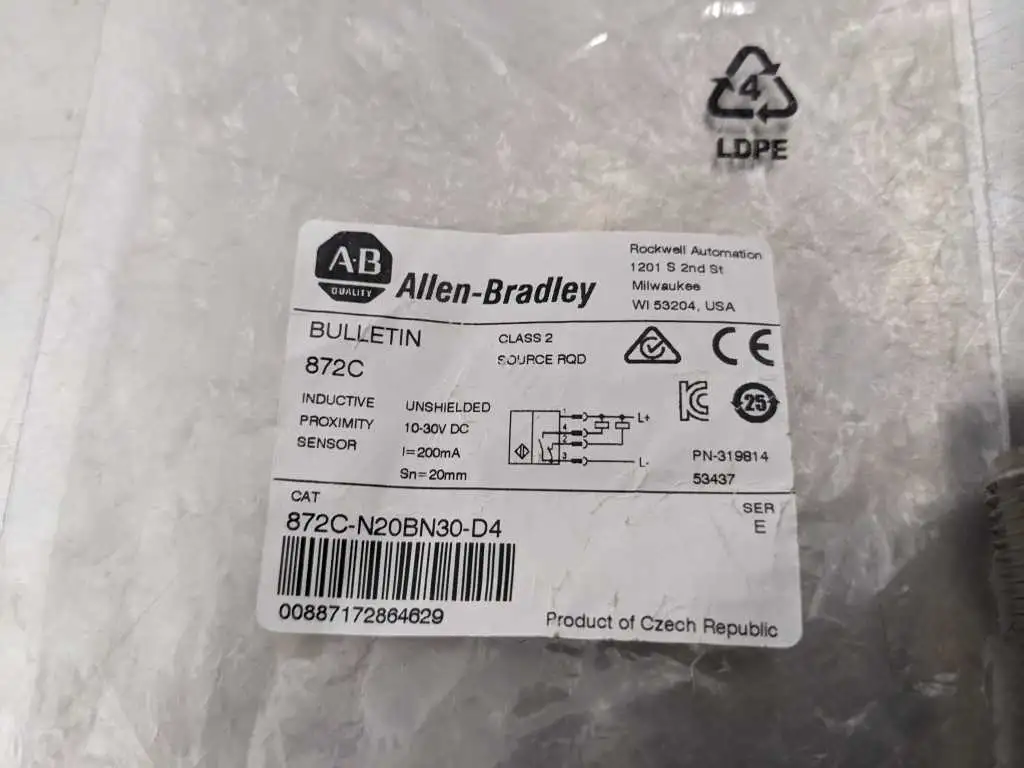 4
LDPE
A·B
QUALITY
Allen-Bradley
Rockwell Automation
1201 S 2nd St
Milwaukee
WI 53204, USA
BULLETIN
872C
CLASS 2
SOURCE RQD
CE
25
INDUCTIVE
PROXIMITY
SENSOR
UNSHIELDED
10-30V DC
I=200mA
Sn=20mm
1
4
2
3
L+
L-
PN-319814
53437
CAT
872C-N20BN30-D4
SER
E
00887172864629
Product of Czech Republic